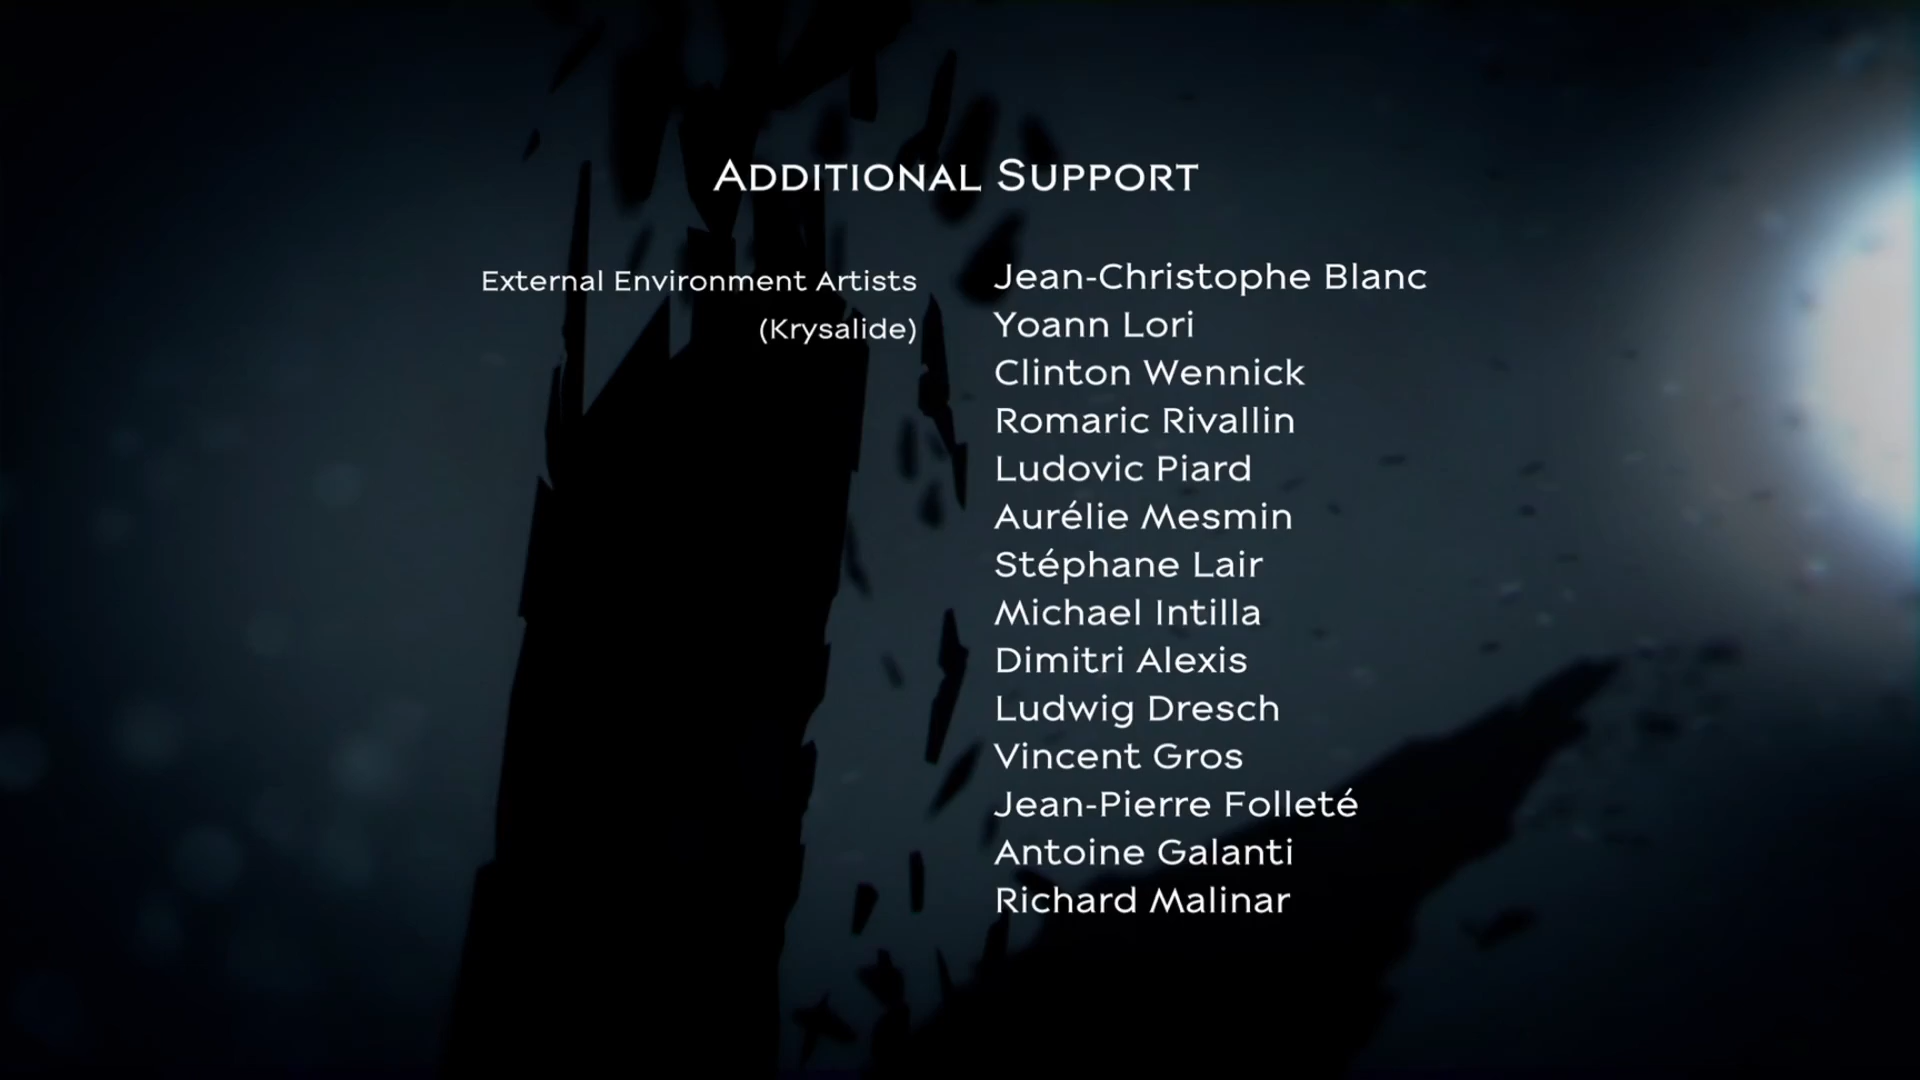 Additional Support
External Environment Artists
(Krysalide)
Jean-Christophe Blanc
Yoann Lori
Clinton Wennick
Romaric Rivallin
Ludovic Piard
Aurélie Mesmin
Stéphane Lair
Michael Intilla
Dimitri Alexis
Ludwig Dresch
Vincent Gros
Jean-Pierre Folleté
Antoine Galanti
Richard Malinar